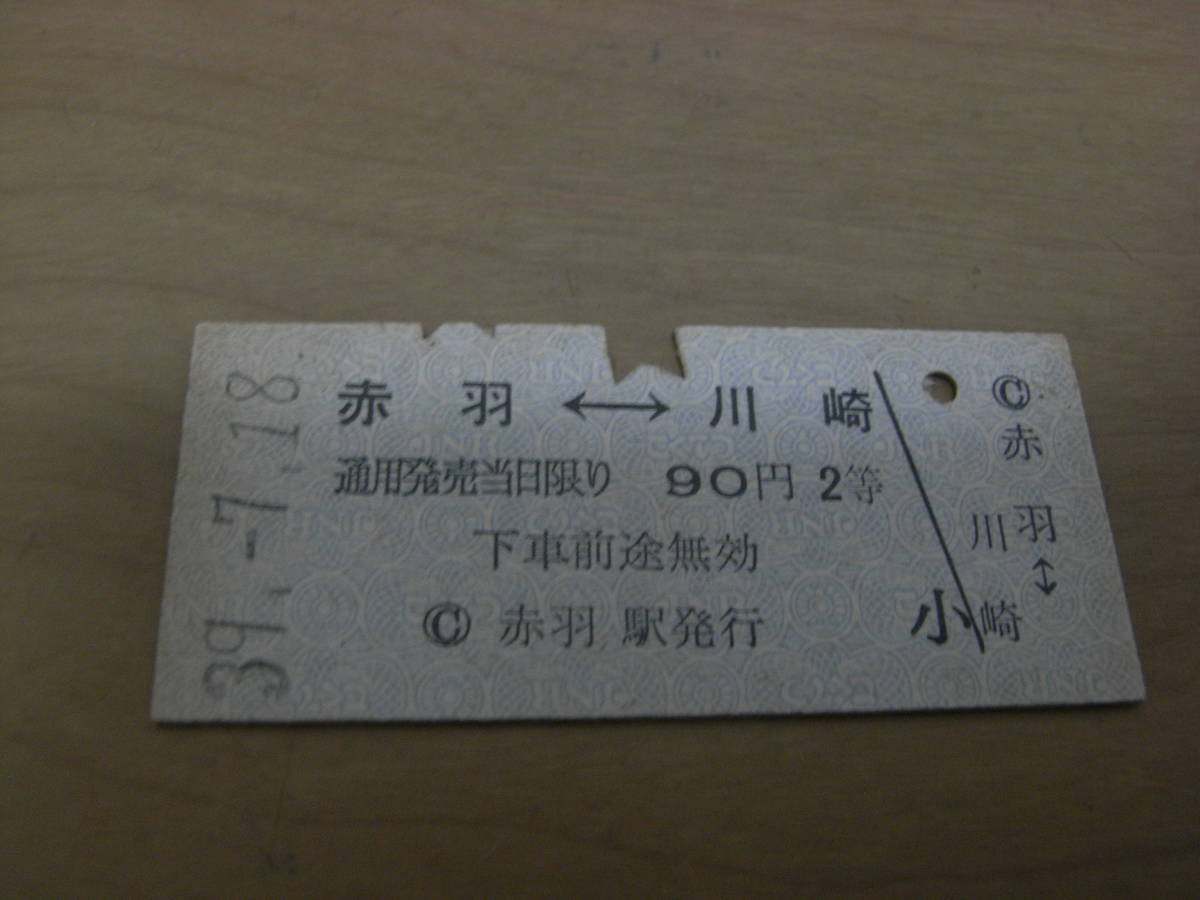 39.-7.18
赤羽 ↔ 川崎
通用発売当日限り 90円 2等
下車前途無効
Ⓒ 赤羽 駅発行
小
Ⓒ
赤羽
↕
川崎